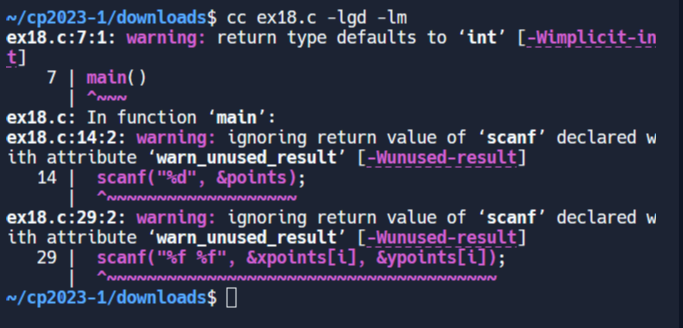 ~/cp2023-1/downloads$ cc ex18.c -lgd -lm
ex18.c:7:1: warning: return type defaults to ‘int’ [-Wimplicit-in
t]
    7 | main()
      | ^~~~
ex18.c: In function ‘main’:
ex18.c:14:2: warning: ignoring return value of ‘scanf’ declared w
ith attribute ‘warn_unused_result’ [-Wunused-result]
   14 |  scanf("%d", &points);
      |  ^~~~~~~~~~~~~~~~~~~~
ex18.c:29:2: warning: ignoring return value of ‘scanf’ declared w
ith attribute ‘warn_unused_result’ [-Wunused-result]
   29 |  scanf("%f %f", &xpoints[i], &ypoints[i]);
      |  ^~~~~~~~~~~~~~~~~~~~~~~~~~~~~~~~~~~~~~~~
~/cp2023-1/downloads$